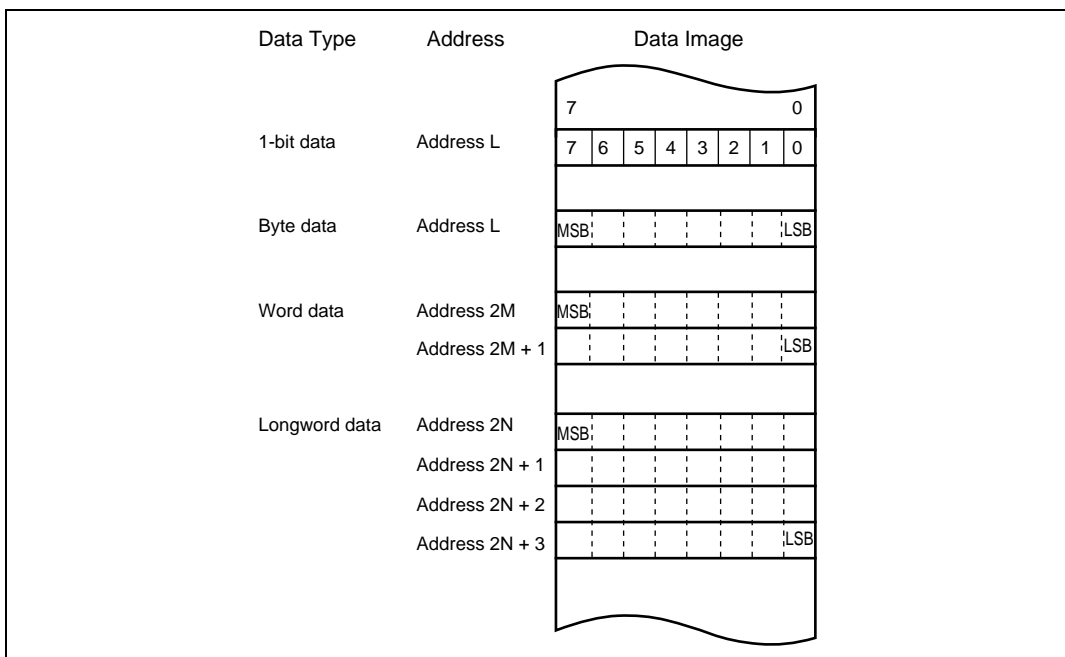 Data Type Address Data Image
7 0
1-bit data Address L 7 6 5 4 3 2 1 0
Byte data Address L MSB LSB
Word data Address 2M MSB
Address 2M + 1 LSB
Longword data Address 2N MSB
Address 2N + 1
Address 2N + 2
Address 2N + 3 LSB